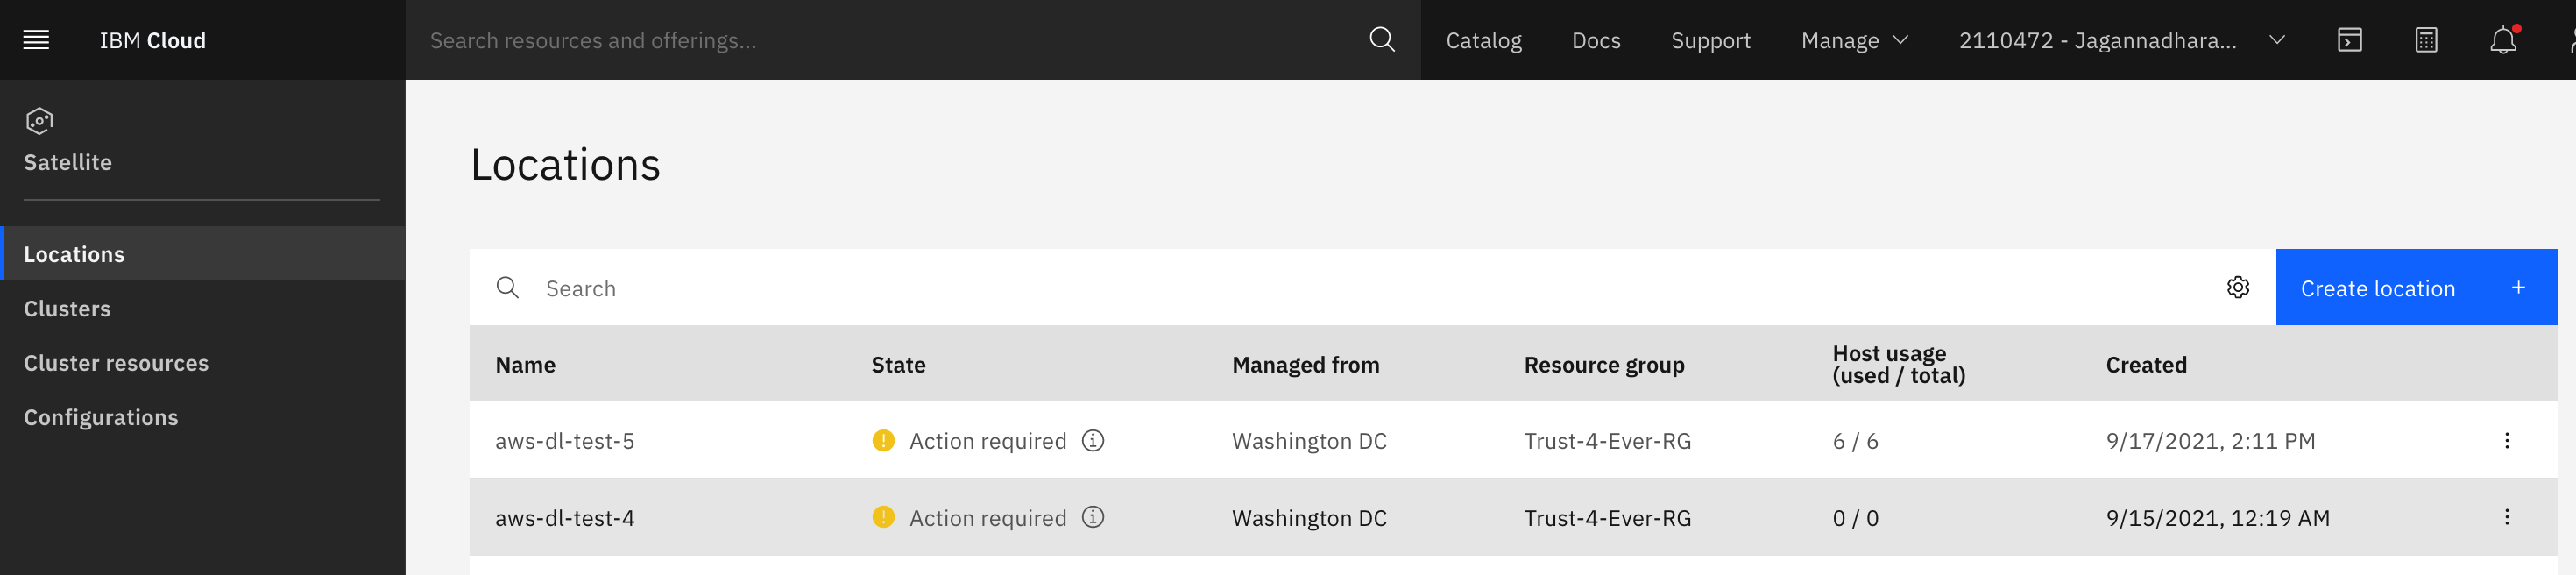 IBM Cloud
Search resources and offerings...
Catalog
Docs
Support
Manage
2110472 - Jagannadhara...
Satellite
Locations
Clusters
Cluster resources
Configurations
Locations
Search
Create location +
Name State Managed from Resource group Host usage (used / total) Created
aws-dl-test-5 Action required Washington DC Trust-4-Ever-RG 6 / 6 9/17/2021, 2:11 PM
aws-dl-test-4 Action required Washington DC Trust-4-Ever-RG 0 / 0 9/15/2021, 12:19 AM